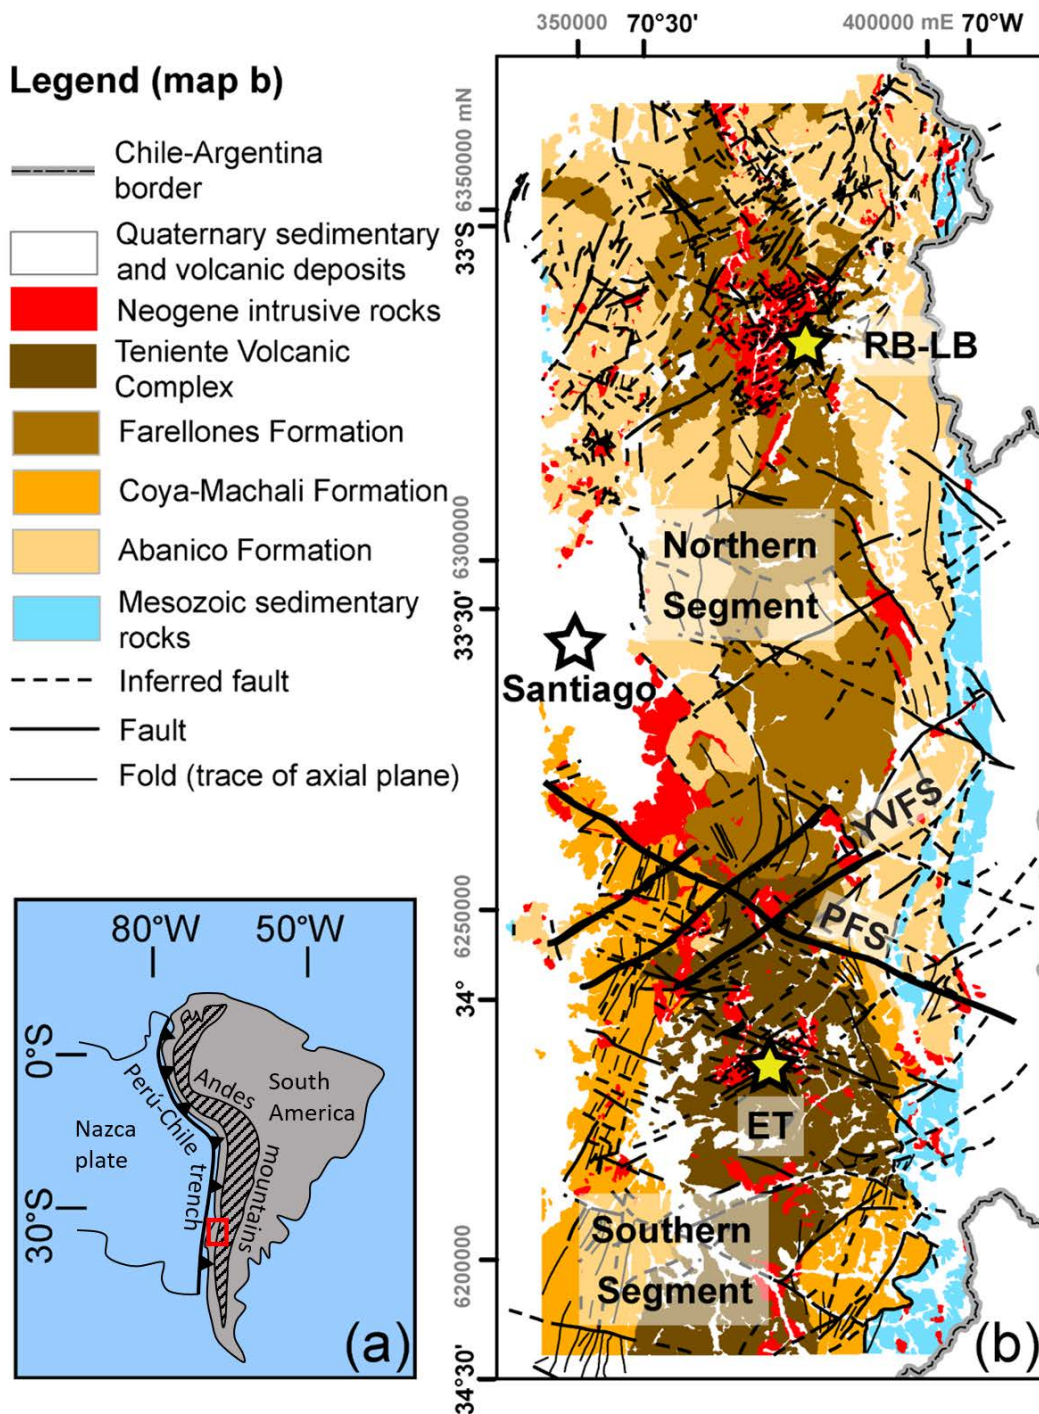 350000 70°30' 400000 mE 70°W
Legend (map b)
Chile-Argentina
border
Quaternary sedimentary
and volcanic deposits
Neogene intrusive rocks
Teniente Volcanic
Complex
Farellones Formation
Coya-Machali Formation
Abanico Formation
Mesozoic sedimentary
rocks
Inferred fault
Fault
Fold (trace of axial plane)
6350000 mN
33°S
6300000
33°30'
6250000
34°
6200000
34°30'
RB-LB
Northern
Segment
Santiago
YVFS
PFS
ET
Southern
Segment
(b)
80°W 50°W
0°S
30°S
Perú-Chile trench
Andes
mountains
South
America
Nazca
plate
(a)